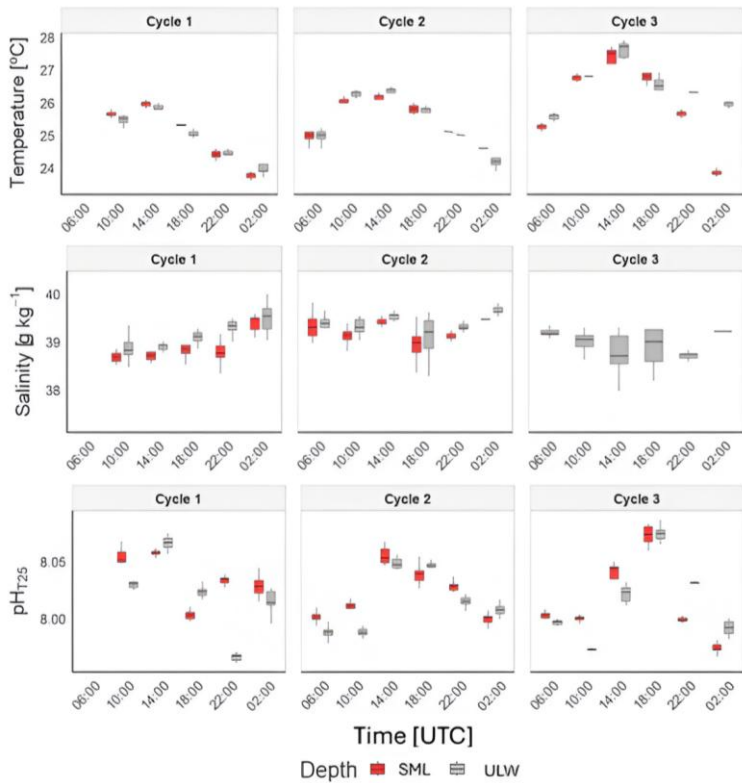 Cycle 1 Cycle 2 Cycle 3
Temperature [ºC]
28
27
26
25
24
06:00 10:00 14:00 18:00 22:00 02:00 06:00 10:00 14:00 18:00 22:00 02:00 06:00 10:00 14:00 18:00 22:00 02:00
Cycle 1 Cycle 2 Cycle 3
Salinity [g kg⁻¹]
40
39
38
06:00 10:00 14:00 18:00 22:00 02:00 06:00 10:00 14:00 18:00 22:00 02:00 06:00 10:00 14:00 18:00 22:00 02:00
Cycle 1 Cycle 2 Cycle 3
pH_T25
8.05
8.00
06:00 10:00 14:00 18:00 22:00 02:00 06:00 10:00 14:00 18:00 22:00 02:00 06:00 10:00 14:00 18:00 22:00 02:00
Time [UTC]
Depth SML ULW